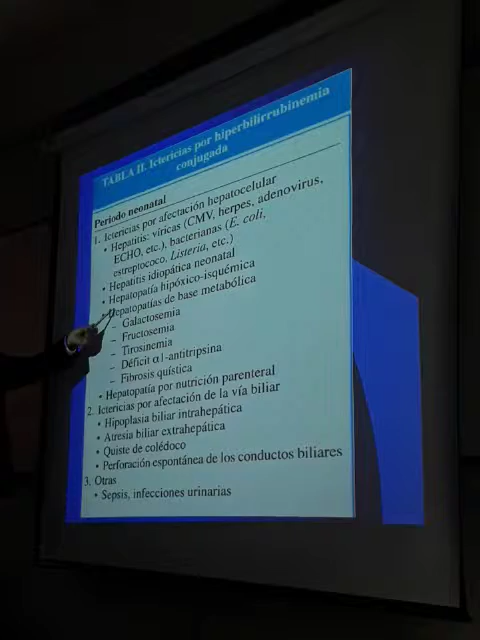 TABLA II. Ictericias por hiperbilirrubinemia
conjugada
Periodo neonatal
1. Ictericias por afectación hepatocelular
• Hepatitis: víricas (CMV, herpes, adenovirus,
ECHO, etc.), bacterianas (E. coli,
estreptococo, Listeria, etc.)
• Hepatitis idiopática neonatal
• Hepatopatía hipóxico-isquémica
Hepatopatías de base metabólica
– Galactosemia
– Fructosemia
– Tirosinemia
– Déficit α1-antitripsina
– Fibrosis quística
• Hepatopatía por nutrición parenteral
2. Ictericias por afectación de la vía biliar
• Hipoplasia biliar intrahepática
• Atresia biliar extrahepática
• Quiste de colédoco
• Perforación espontánea de los conductos biliares
3. Otras
• Sepsis, infecciones urinarias